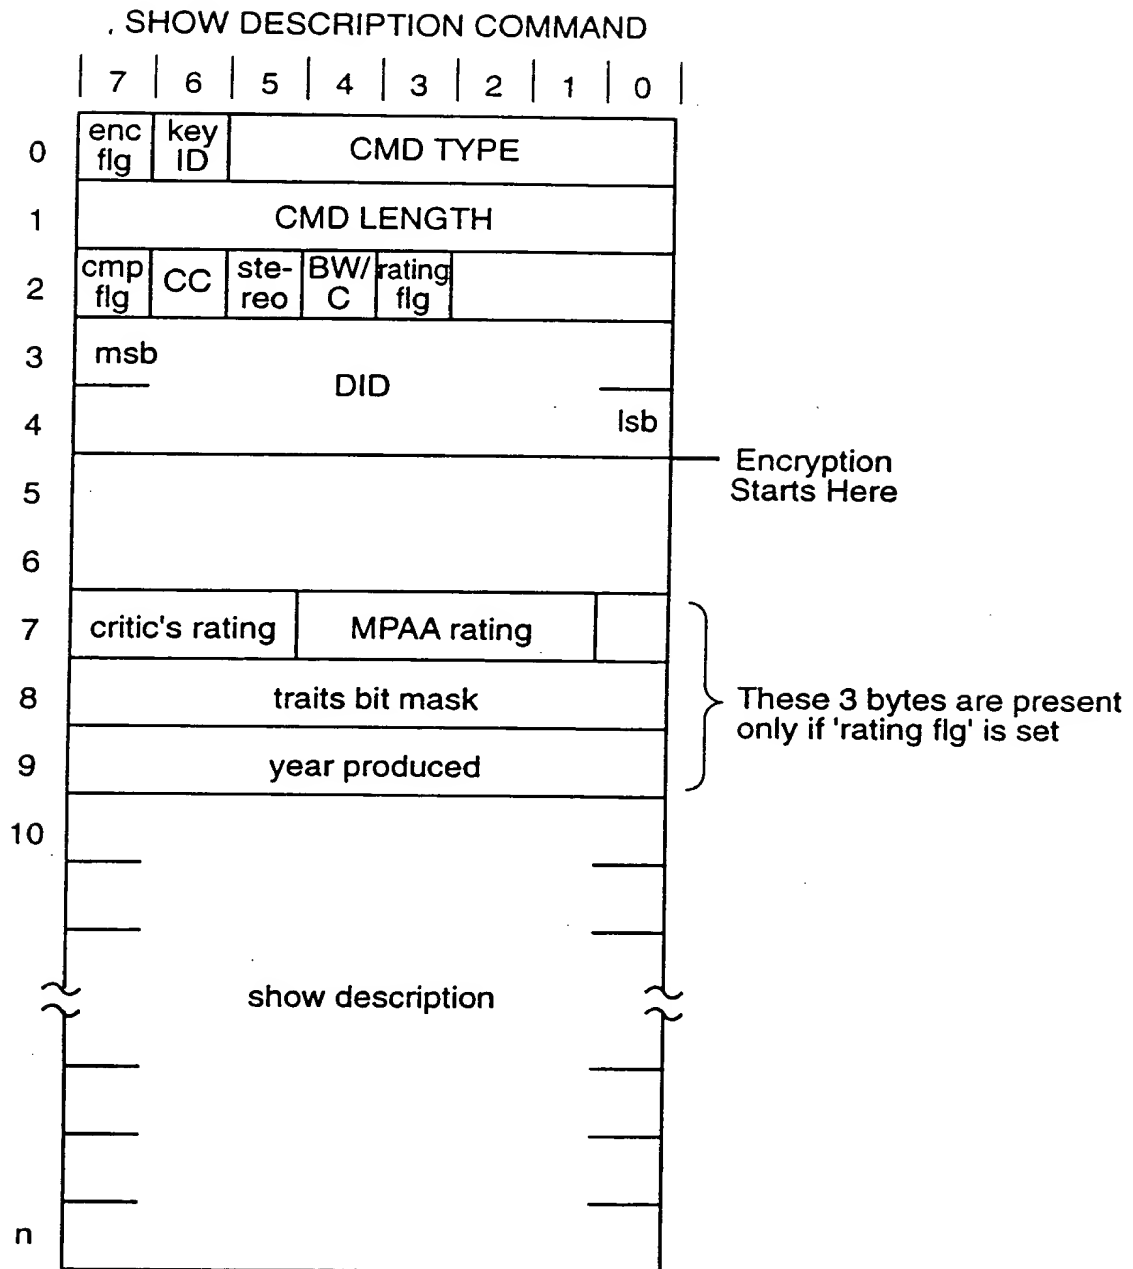 . SHOW DESCRIPTION COMMAND
| 7 | 6 | 5 | 4 | 3 | 2 | 1 | 0 |
0 enc flg key ID CMD TYPE
1 CMD LENGTH
2 cmp flg CC ste-reo BW/C rating flg
3 msb
DID
4 lsb
Encryption
Starts Here
5
6
7 critic's rating MPAA rating
8 traits bit mask
9 year produced
These 3 bytes are present
only if 'rating flg' is set
10
show description
n